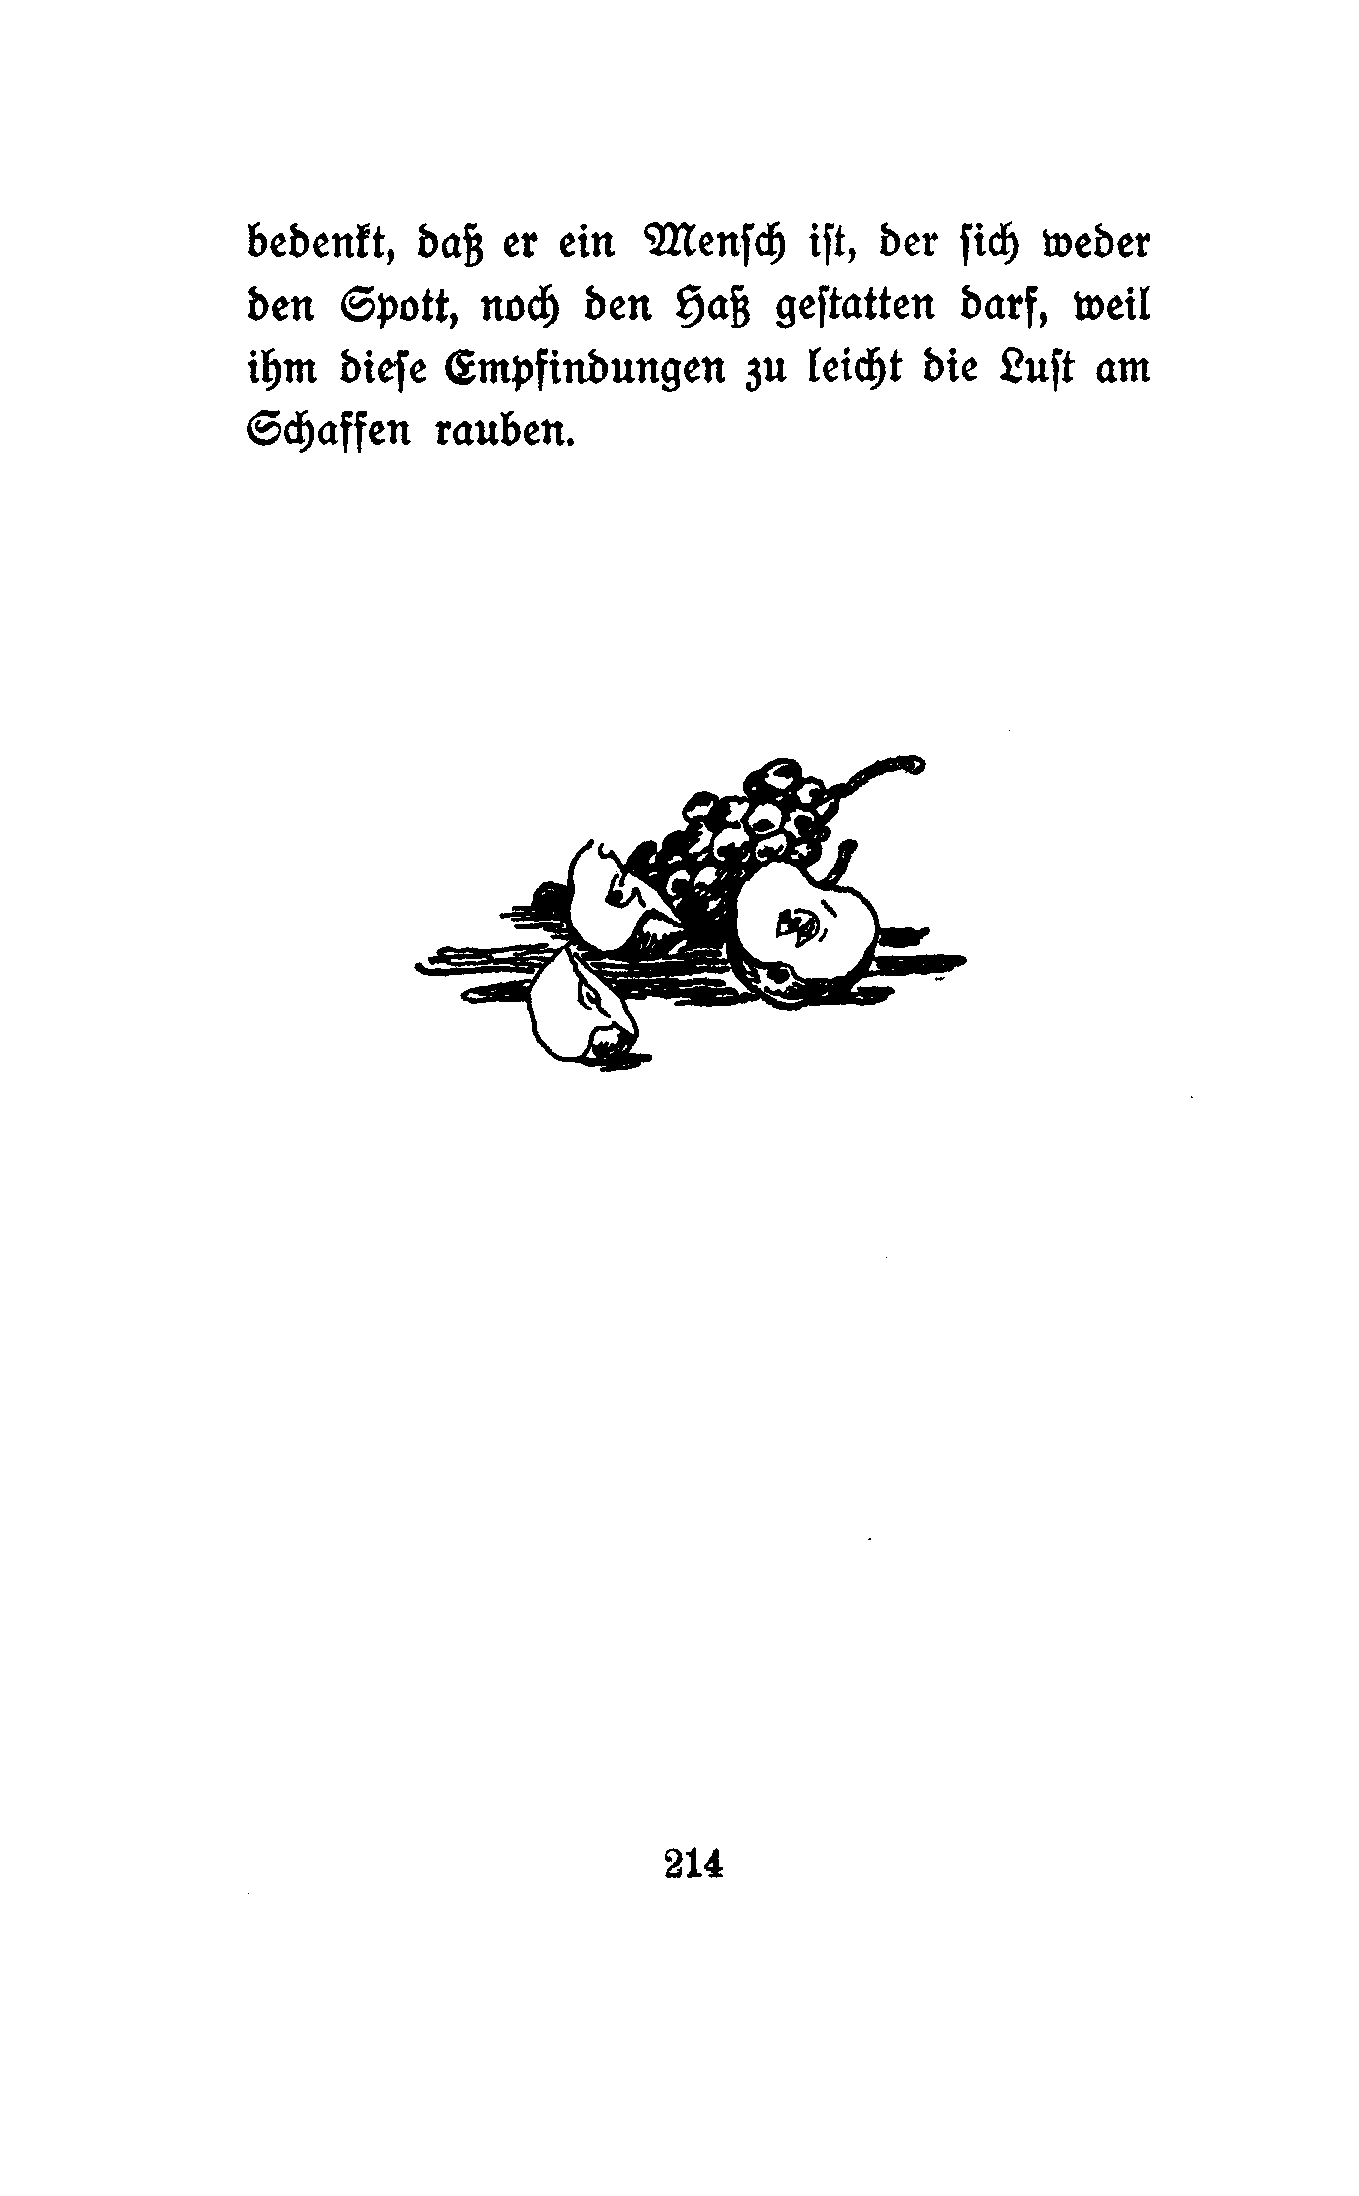 bedenkt, daß er ein Menſch iſt, der ſich weder
den Spott, noch den Haß geſtatten darf, weil
ihm dieſe Empfindungen zu leicht die Luſt am
Schaffen rauben.
214